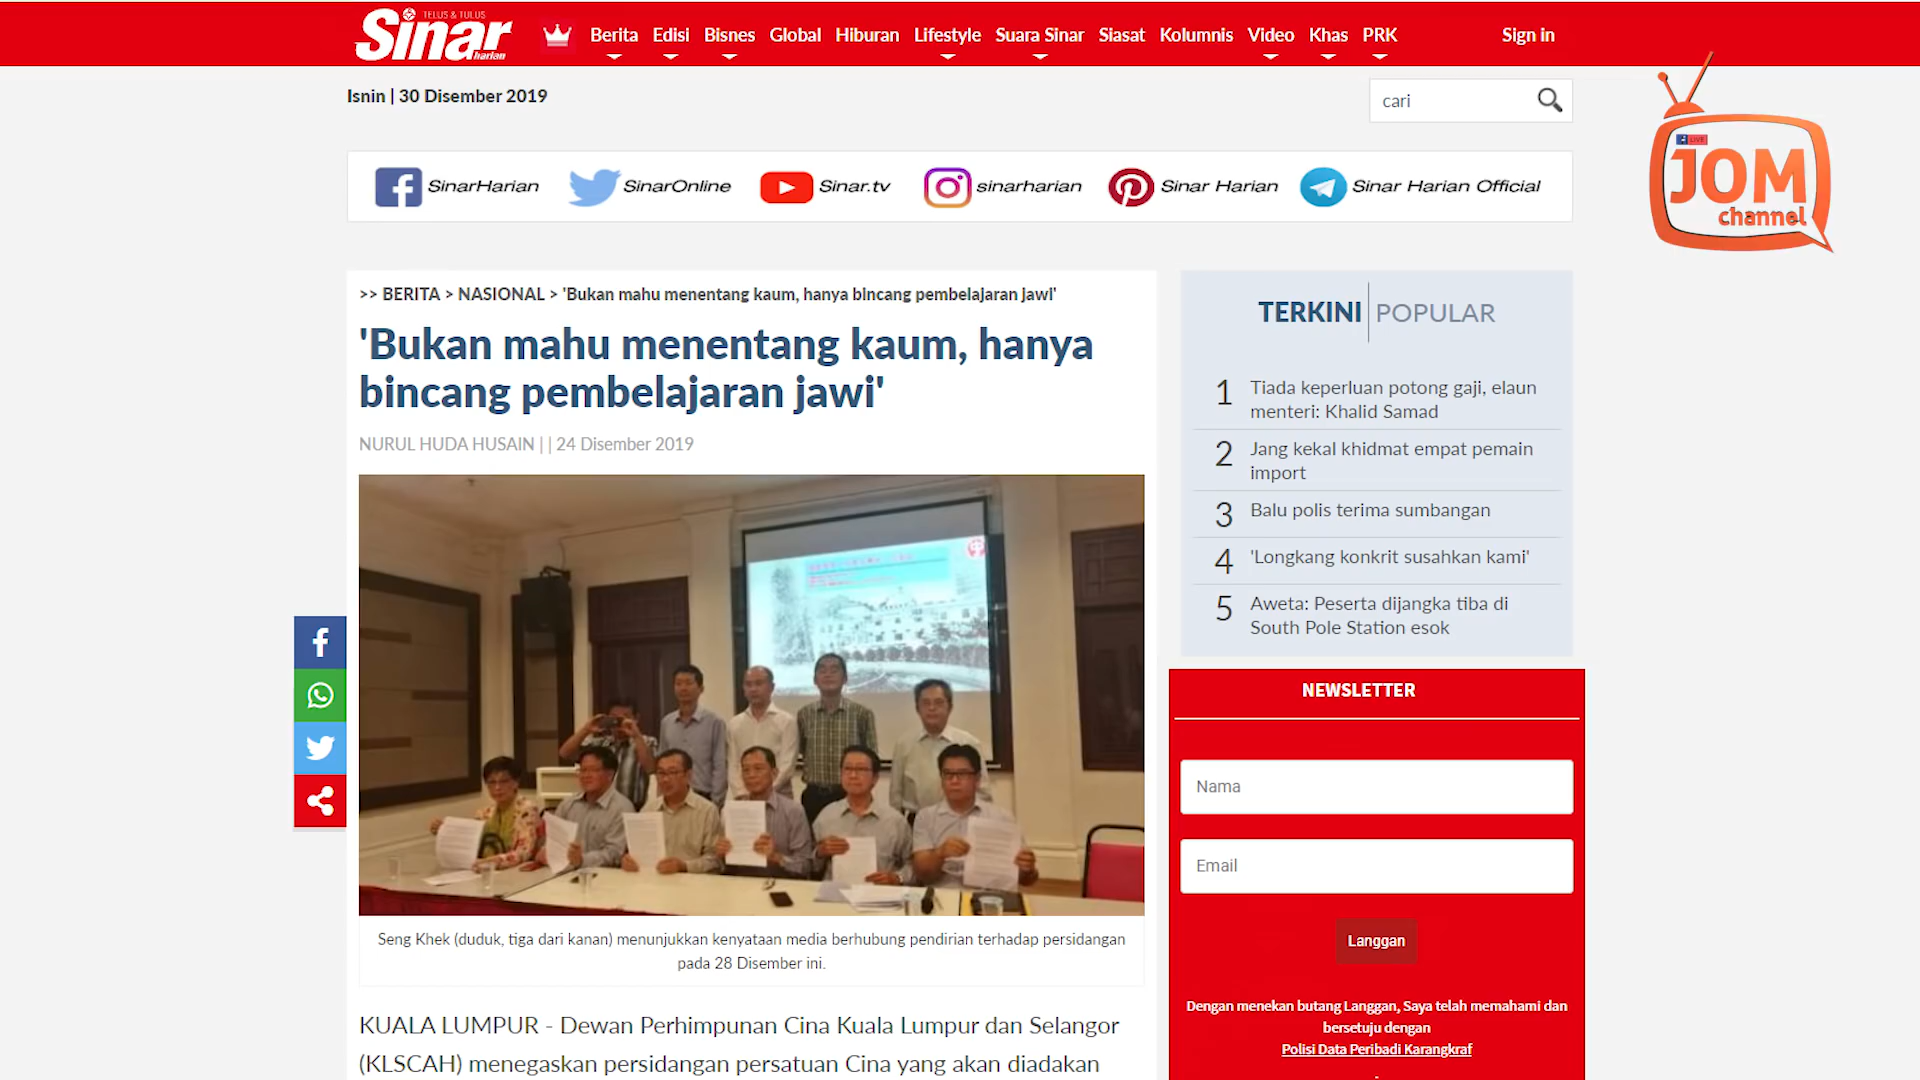 TELUS & TULUS
Sinar
harian
Berita Edisi Bisnes Global Hiburan Lifestyle Suara Sinar Siasat Kolumnis Video Khas PRK Sign in
Isnin | 30 Disember 2019
cari
LIVE
JOM
channel
SinarHarian SinarOnline Sinar.tv sinarharian Sinar Harian Sinar Harian Official
>> BERITA > NASIONAL > 'Bukan mahu menentang kaum, hanya bincang pembelajaran jawi'
'Bukan mahu menentang kaum, hanya
bincang pembelajaran jawi'
NURUL HUDA HUSAIN | | 24 Disember 2019
Seng Khek (duduk, tiga dari kanan) menunjukkan kenyataan media berhubung pendirian terhadap persidangan
pada 28 Disember ini.
KUALA LUMPUR - Dewan Perhimpunan Cina Kuala Lumpur dan Selangor
(KLSCAH) menegaskan persidangan persatuan Cina yang akan diadakan
TERKINI POPULAR
1 Tiada keperluan potong gaji, elaun
menteri: Khalid Samad
2 Jang kekal khidmat empat pemain
import
3 Balu polis terima sumbangan
4 'Longkang konkrit susahkan kami'
5 Aweta: Peserta dijangka tiba di
South Pole Station esok
NEWSLETTER
Nama
Email
Langgan
Dengan menekan butang Langgan, Saya telah memahami dan
bersetuju dengan
Polisi Data Peribadi Karangkraf